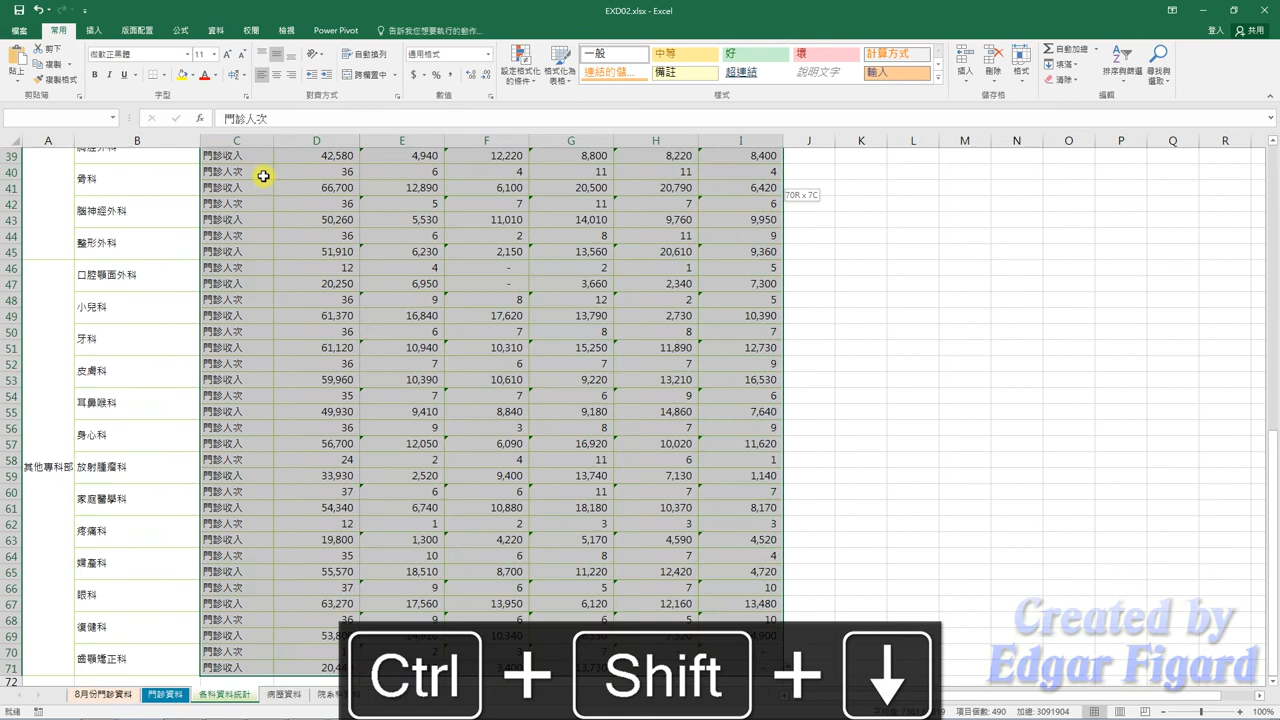 EXD02.xlsx - Excel
登入 共用
檔案 常用 插入 版面配置 公式 資料 校閱 檢視 Power Pivot 告訴我您想要執行的動作...
剪下 微軟正黑體 11 自動換列 通用格式 一般 中等 好 壞 計算方式 自動加總
貼上 複製 複製格式 跨欄置中 設定格式化的條件 格式化為表格 連結的儲... 備註 超連結 說明文字 輸入 插入 刪除 格式 填滿 清除 排序與篩選 尋找與選取
剪貼簿 字型 對齊方式 數值 樣式 儲存格 編輯
門診人次
A B C D E F G H I J K L M N O P Q R
39 門診收入 42,580 4,940 12,220 8,800 8,220 8,400
40 骨科 門診人次 36 6 4 11 11 4
41 門診收入 66,700 12,890 6,100 20,500 20,790 6,420
70R x 7C
42 腦神經外科 門診人次 36 5 7 11 7 6
43 門診收入 50,260 5,530 11,010 14,010 9,760 9,950
44 整形外科 門診人次 36 6 2 8 11 9
45 門診收入 51,910 6,230 2,150 13,560 20,610 9,360
46 口腔顎面外科 門診人次 12 4 - 2 1 5
47 門診收入 20,250 6,950 - 3,660 2,340 7,300
48 小兒科 門診人次 36 9 8 12 2 5
49 門診收入 61,370 16,840 17,620 13,790 2,730 10,390
50 牙科 門診人次 36 6 7 8 8 7
51 門診收入 61,120 10,940 10,310 15,250 11,890 12,730
52 皮膚科 門診人次 36 7 6 7 7 9
53 門診收入 59,960 10,390 10,610 9,220 13,210 16,530
54 耳鼻喉科 門診人次 35 7 7 6 9 6
55 門診收入 49,930 9,410 8,840 9,180 14,860 7,640
56 身心科 門診人次 36 9 3 8 7 9
57 門診收入 56,700 12,050 6,090 16,920 10,020 11,620
58 其他專科部 放射腫瘤科 門診人次 24 2 4 11 6 1
59 門診收入 33,930 2,520 9,400 13,740 7,130 1,140
60 家庭醫學科 門診人次 37 6 6 11 7 7
61 門診收入 54,340 6,740 10,880 18,180 10,370 8,170
62 疼痛科 門診人次 12 1 2 3 3 3
63 門診收入 19,800 1,300 4,220 5,170 4,590 4,520
64 婦產科 門診人次 35 10 6 8 7 4
65 門診收入 55,570 18,510 8,700 11,220 12,420 4,720
66 眼科 門診人次 37 9 6 5 7 10
67 門診收入 63,270 17,560 13,950 6,120 12,160 13,480
68 復健科 門診人次 36 9 6 6 5 10
69 門診收入
70 齒顎矯正科 門診人次
71 門診收入
72
Ctrl + Shift + ↓
Created by
Edgar Figaord
8月份門診資料 門診資料 各科資料統計 病歷資料
就緒 項目個數: 490 加總: 3091904 100%